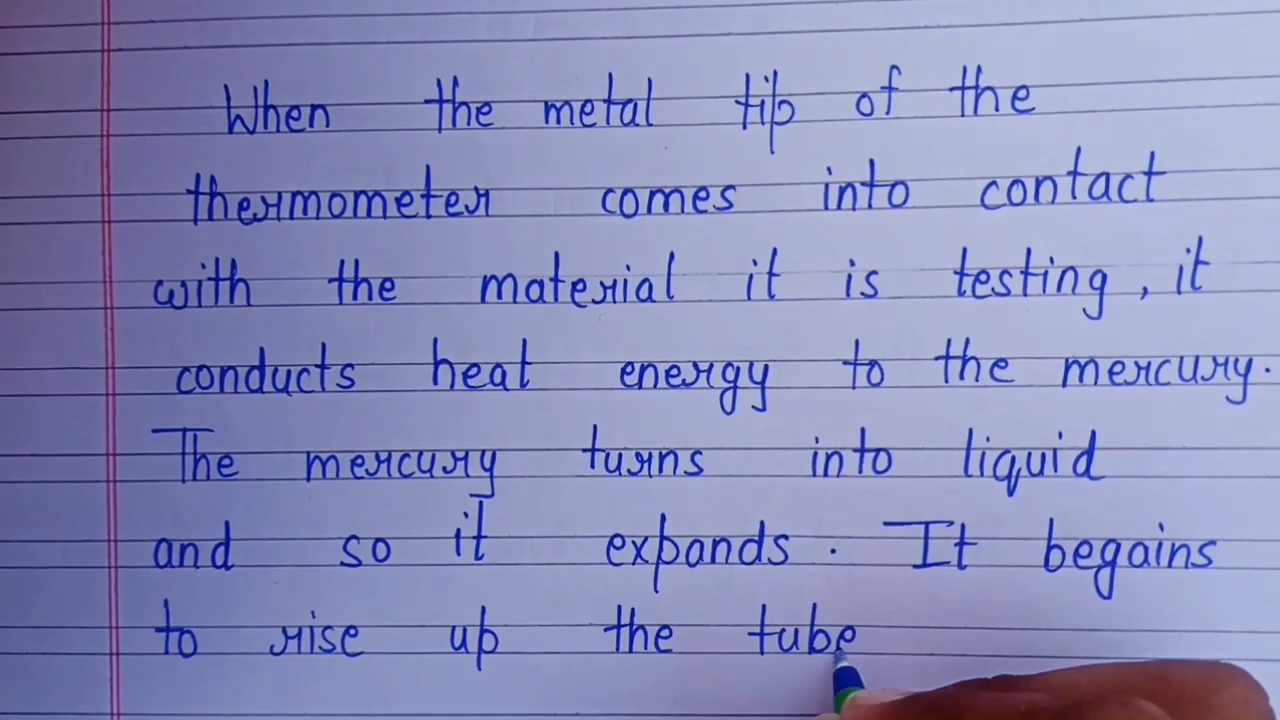 When the metal tip of the
thermometer comes into contact
with the material it is testing, it
conducts heat energy to the mercury.
The mercury turns into liquid
and so it expands. It begains
to rise up the tube